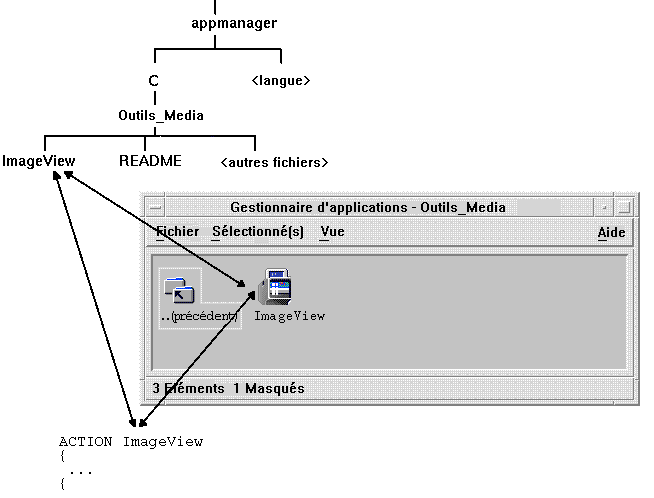 appmanager
C <langue>
Outils_Media
ImageView README <autres fichiers>
Gestionnaire d'applications - Outils_Media
Fichier Sélectionné(s) Vue Aide
..(précédent) ImageView
3 Eléments 1 Masqués
ACTION ImageView
{
...
{